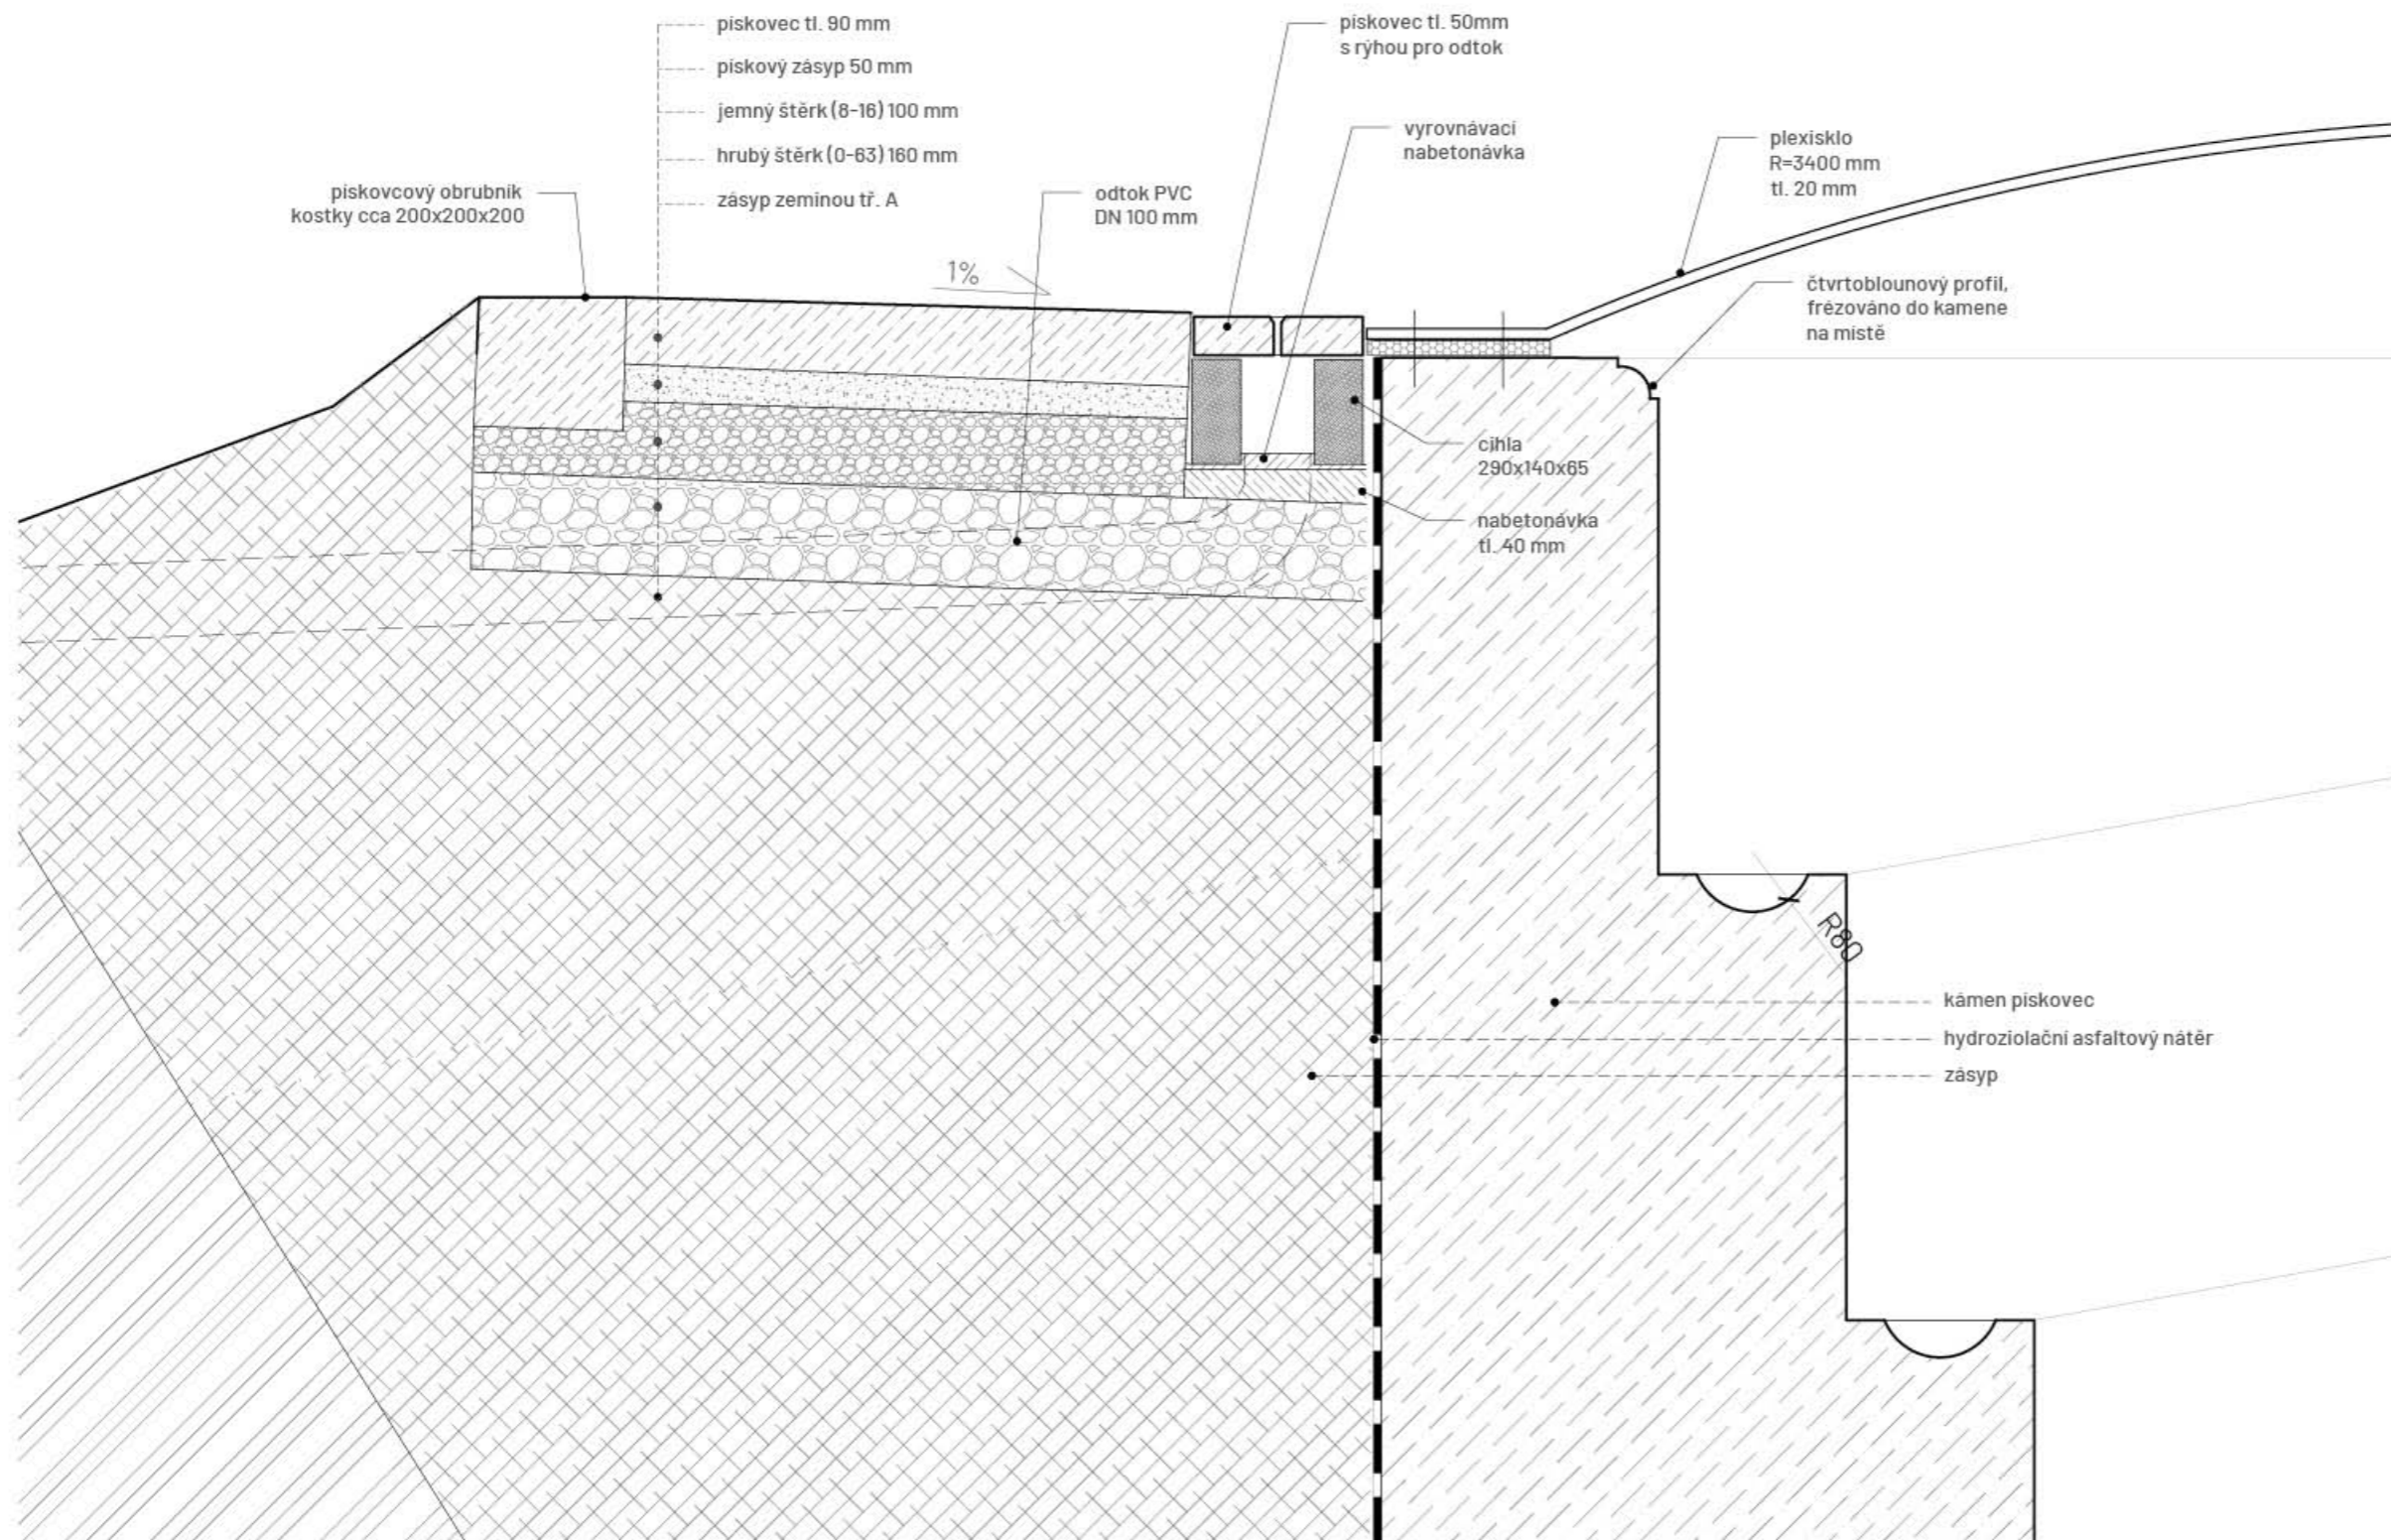 pískovec tl. 90 mm
pískový zásyp 50 mm
jemný štěrk (8-16) 100 mm
hrubý štěrk (0-63) 160 mm
zásyp zeminou tř. A
pískovcový obrubník
kostky cca 200x200x200
odtok PVC
DN 100 mm
pískovec tl. 50mm
s rýhou pro odtok
vyrovnávací
nabetonávka
plexisklo
R=3400 mm
tl. 20 mm
čtvrtoblounový profil,
frézováno do kamene
na místě
1%
cihla
290x140x65
nabetonávka
tl. 40 mm
R80
kámen pískovec
hydroziolační asfaltový nátěr
zásyp